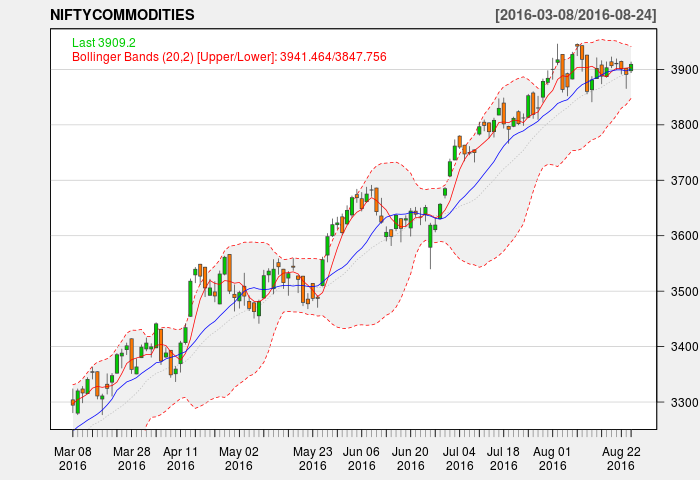 NIFTYCOMMODITIES [2016-03-08/2016-08-24]
Last 3909.2
Bollinger Bands (20,2) [Upper/Lower]: 3941.464/3847.756
3900
3800
3700
3600
3500
3400
3300
Mar 08 2016
Mar 28 2016
Apr 11 2016
May 02 2016
May 23 2016
Jun 06 2016
Jun 20 2016
Jul 04 2016
Jul 18 2016
Aug 01 2016
Aug 22 2016